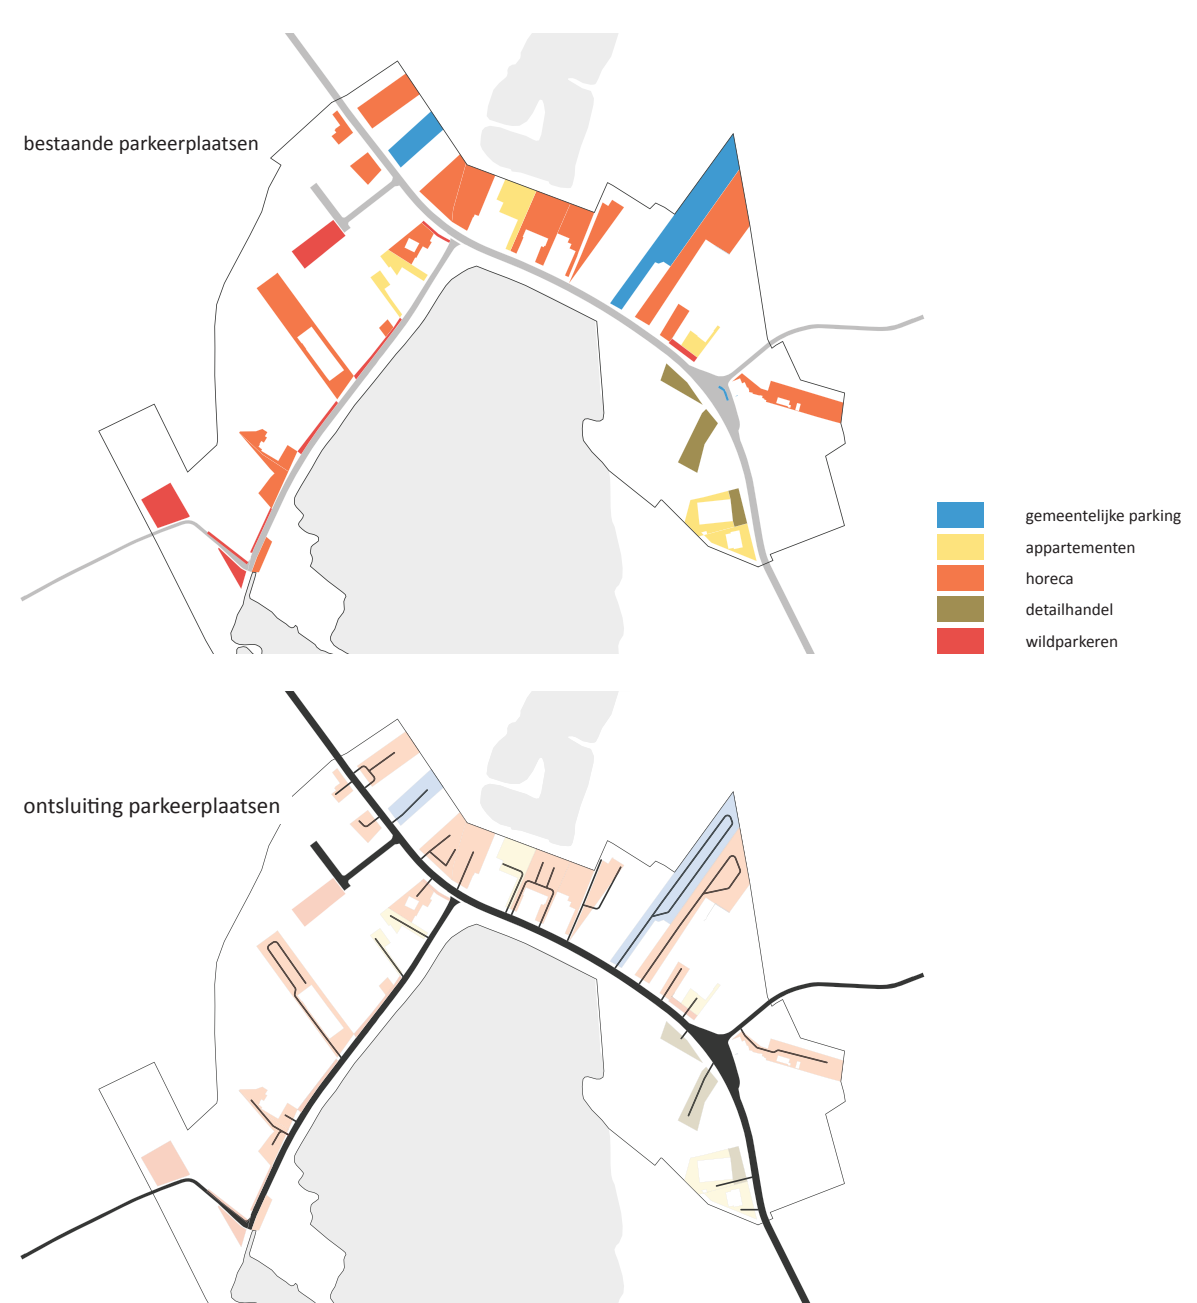 bestaande parkeerplaatsen
gemeentelijke parking
appartementen
horeca
detailhandel
wildparkeren
ontsluiting parkeerplaatsen